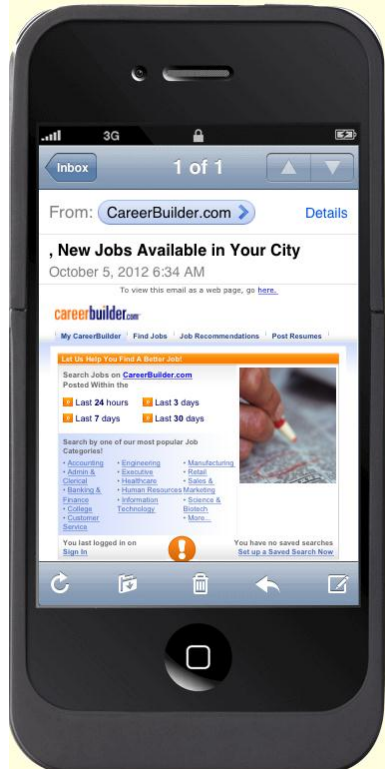 3G
Inbox
1 of 1
From: CareerBuilder.com
Details
, New Jobs Available in Your City
October 5, 2012 6:34 AM
To view this email as a web page, go here.
careerbuilder.com
My CareerBuilder Find Jobs Job Recommendations Post Resumes
Let Us Help You Find A Better Job!
Search Jobs on CareerBuilder.com
Posted Within the
Last 24 hours Last 3 days
Last 7 days Last 30 days
Search by one of our most popular Job
Categories!
• Accounting • Engineering • Manufacturing
• Admin & • Executive • Retail
Clerical • Healthcare • Sales &
• Banking & • Human Resources Marketing
Finance • Information • Science &
• College Technology Biotech
• Customer • More...
Service
You last logged in on You have no saved searches
Sign In Set up a Saved Search Now